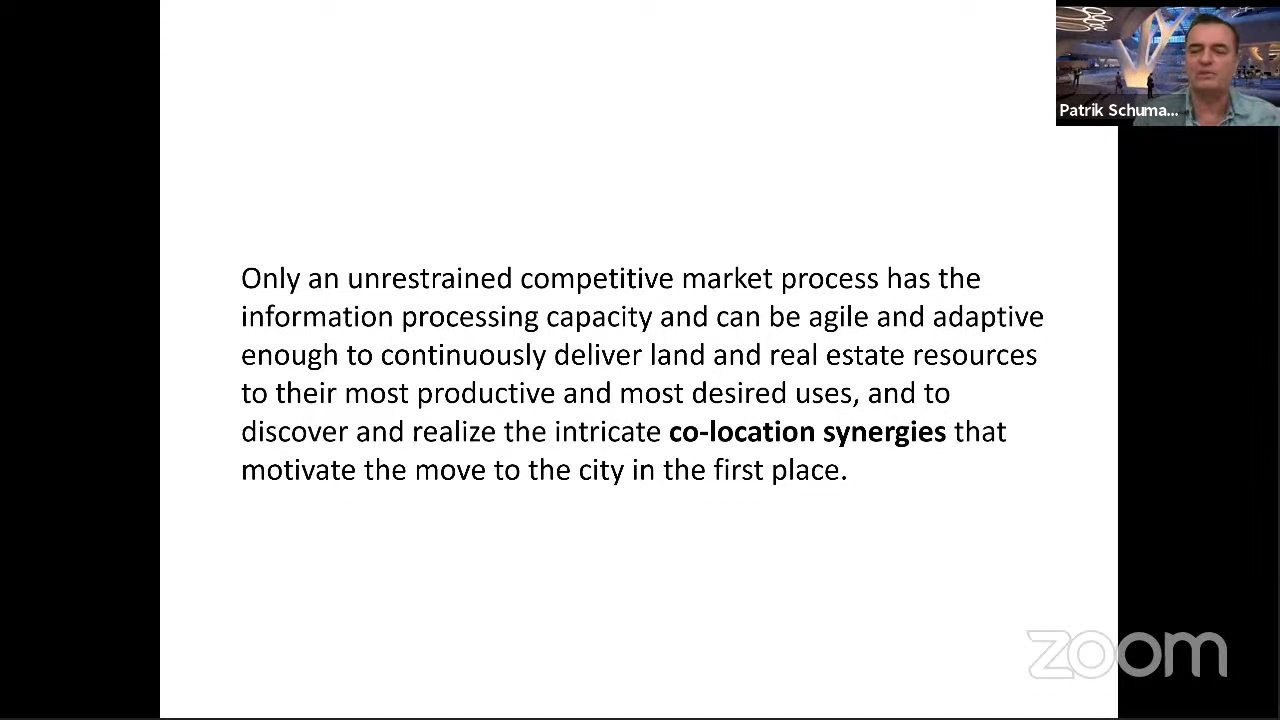 Patrik Schuma...
Only an unrestrained competitive market process has the
information processing capacity and can be agile and adaptive
enough to continuously deliver land and real estate resources
to their most productive and most desired uses, and to
discover and realize the intricate co-location synergies that
motivate the move to the city in the first place.
zoom